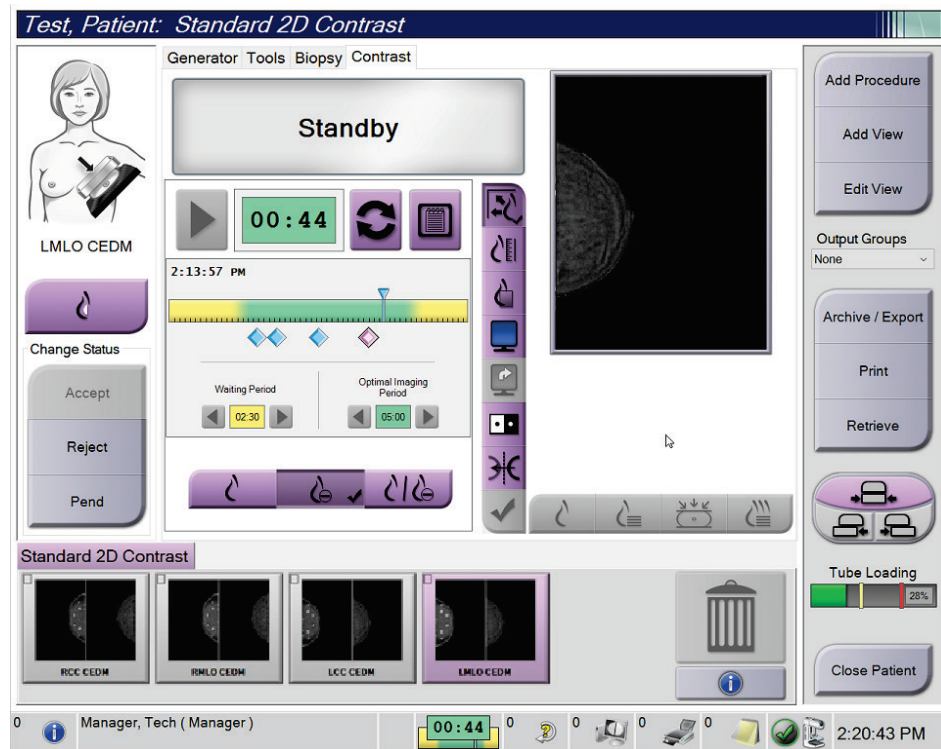 Test, Patient: Standard 2D Contrast
Generator Tools Biopsy Contrast
Standby
00:44
2:13:57 PM
Waiting Period
Optimal Imaging
Period
02:30
05:00
LMLO CEDM
Change Status
Accept
Reject
Pend
Add Procedure
Add View
Edit View
Output Groups
None
Archive / Export
Print
Retrieve
Tube Loading
28%
Close Patient
Standard 2D Contrast
RCC CEDM
RMLO CEDM
LCC CEDM
LMLO CEDM
0
Manager, Tech ( Manager )
00:44
0
0
0
0
2:20:43 PM